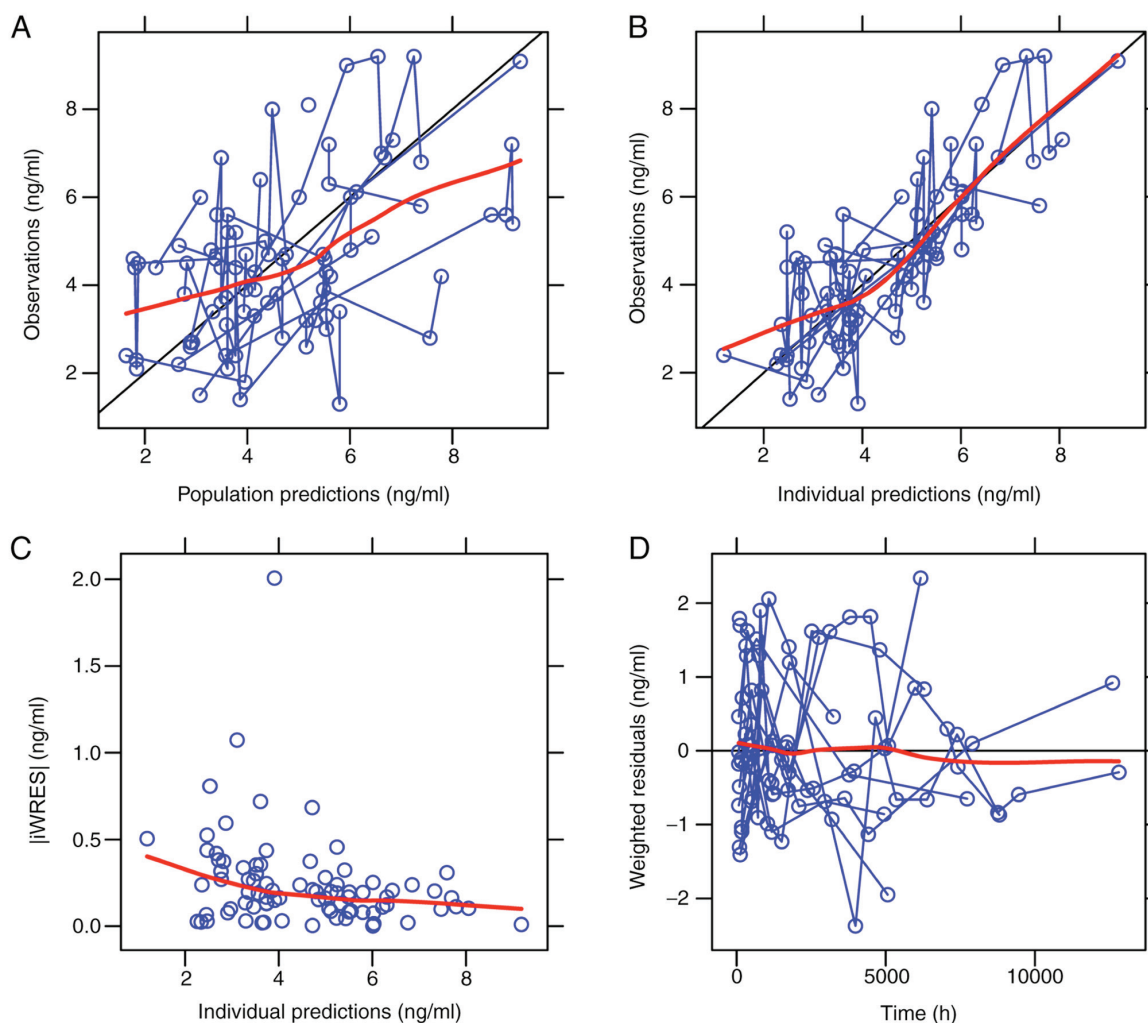 A
Observations (ng/ml)
8
6
4
2
2 4 6 8
Population predictions (ng/ml)
B
Observations (ng/ml)
8
6
4
2
2 4 6 8
Individual predictions (ng/ml)
C
|iWRES| (ng/ml)
2.0
1.5
1.0
0.5
0.0
2 4 6 8
Individual predictions (ng/ml)
D
Weighted residuals (ng/ml)
2
1
0
−1
−2
0 5000 10000
Time (h)